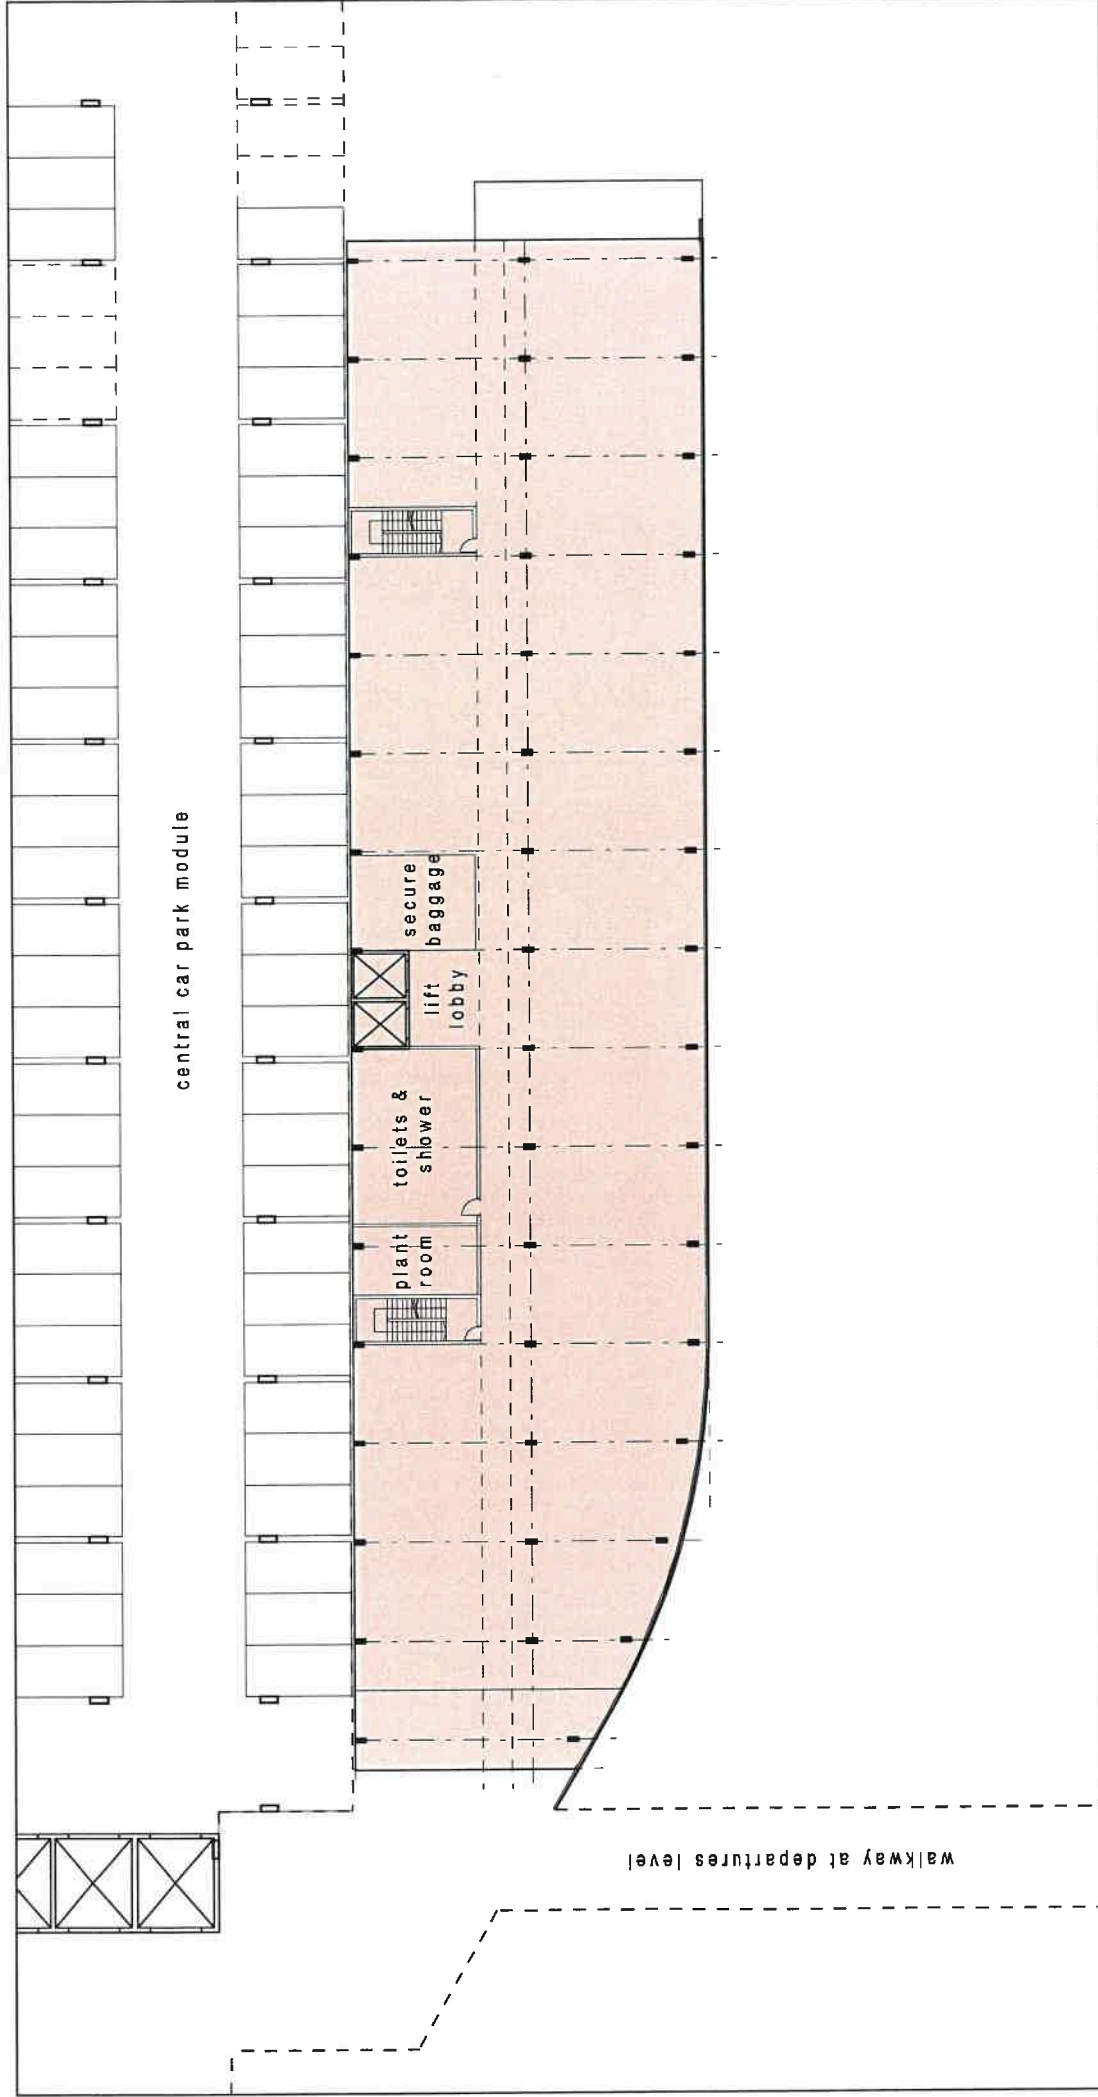 central car park module
secure
baggage
lift
lobby
toilets &
shower
plant
room
walkway at departures level